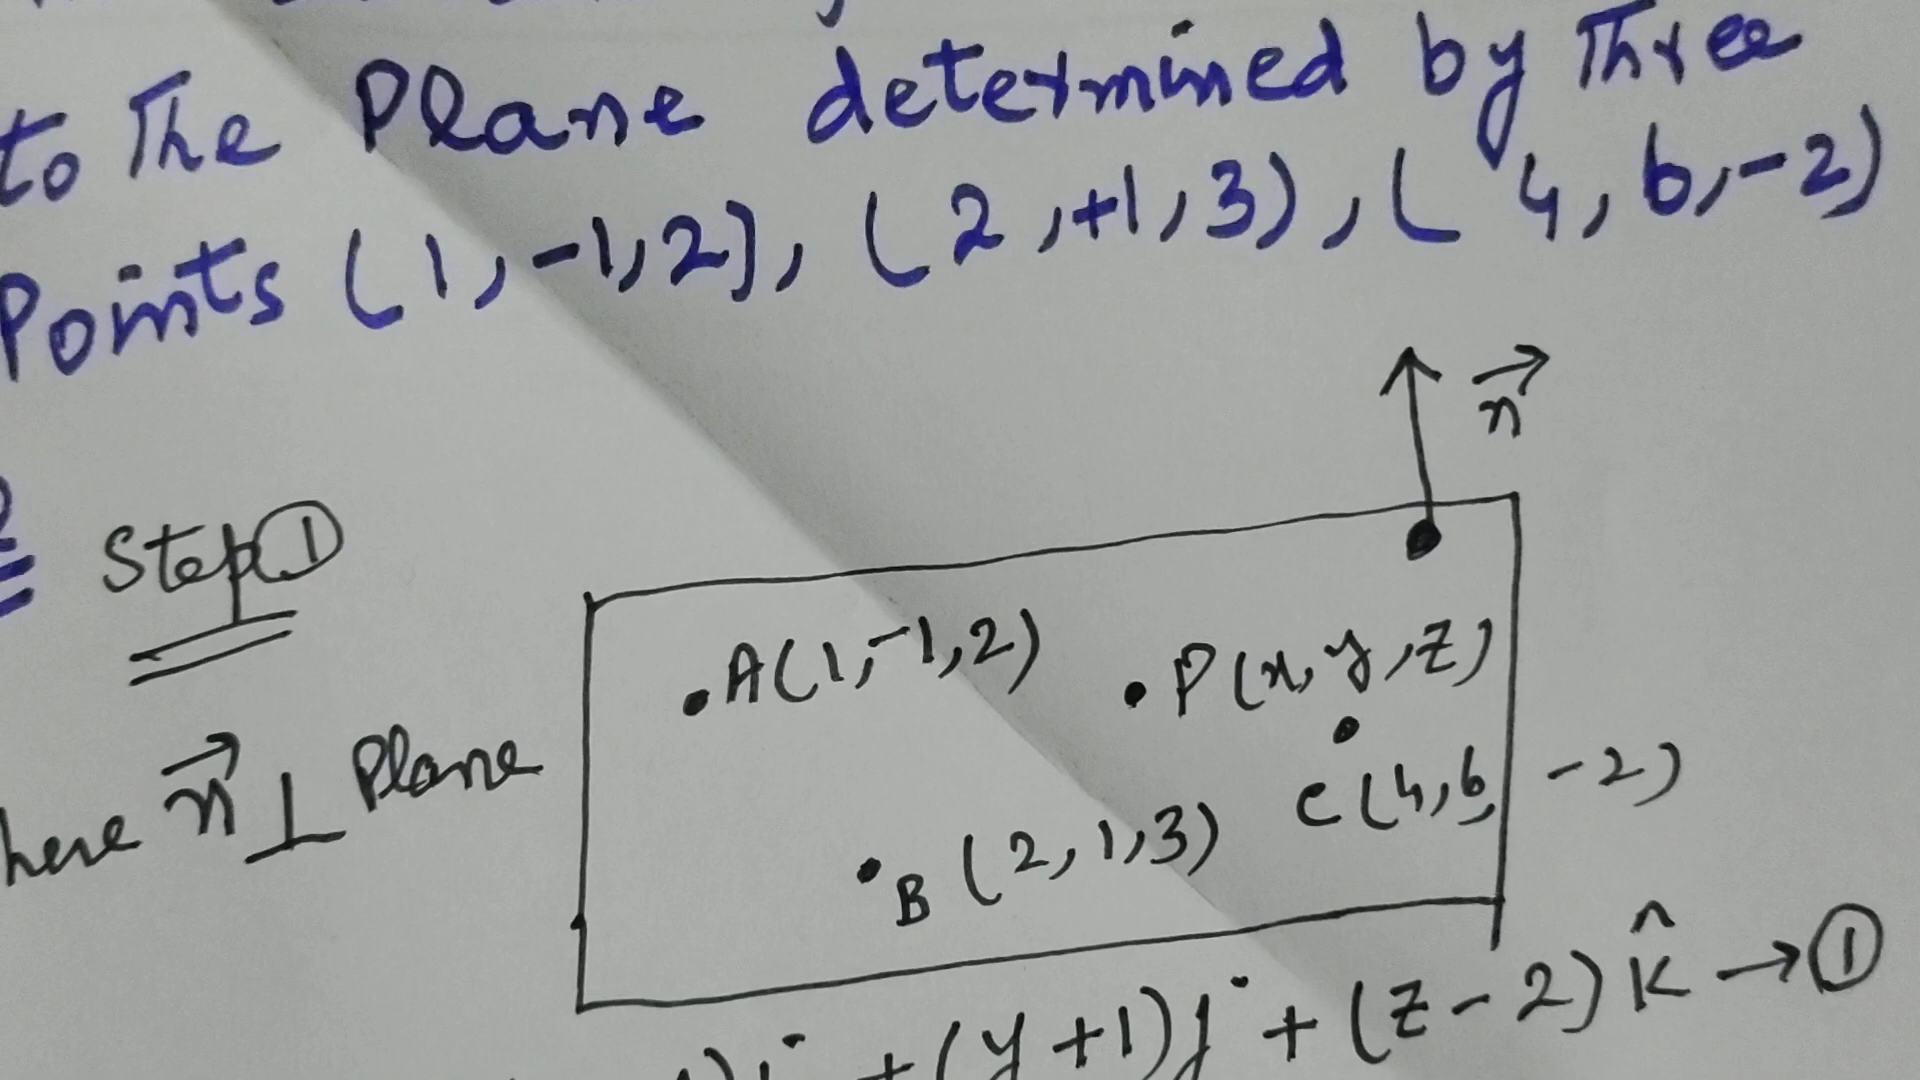 to The Plane determined by Three
Points (1,-1,2), (2,+1,3), (4,6,-2)
n⃗
Step ①
A(1,-1,2)
P(x,y,z)
here n⃗ ⊥ Plane
C(4,6,-2)
B(2,1,3)
+(y+1)j+(z-2)k̂ →①